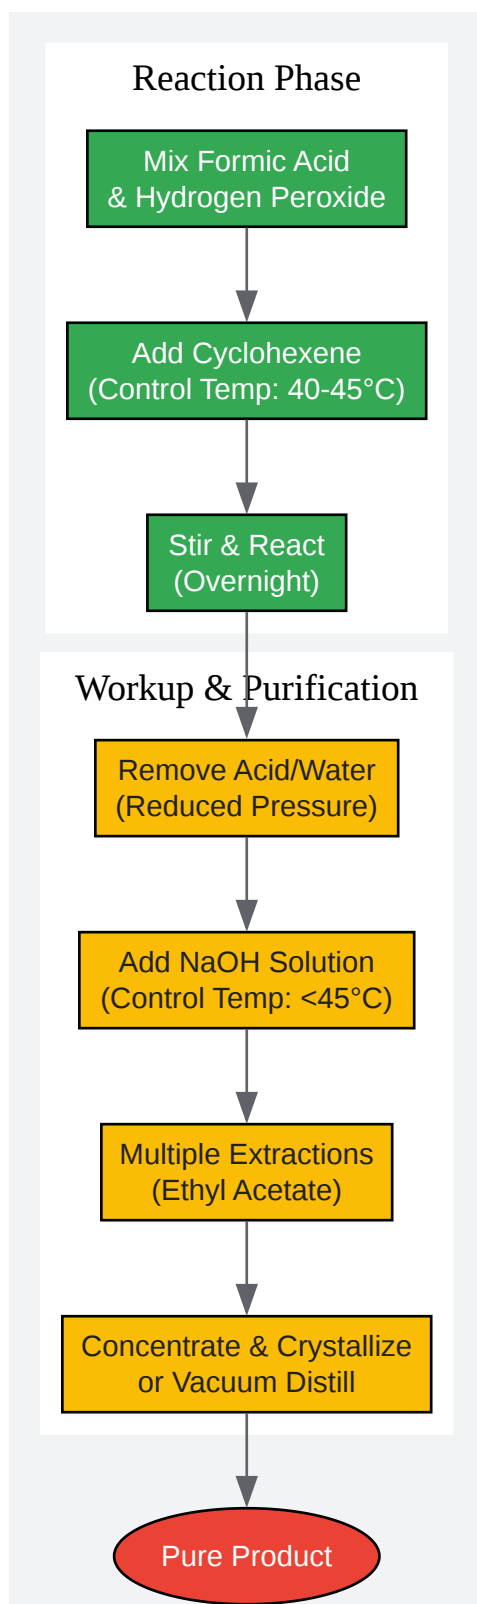 Reaction Phase
Mix Formic Acid
& Hydrogen Peroxide
Add Cyclohexene
(Control Temp: 40-45°C)
Stir & React
(Overnight)
Workup & Purification
Remove Acid/Water
(Reduced Pressure)
Add NaOH Solution
(Control Temp: <45°C)
Multiple Extractions
(Ethyl Acetate)
Concentrate & Crystallize
or Vacuum Distill
Pure Product